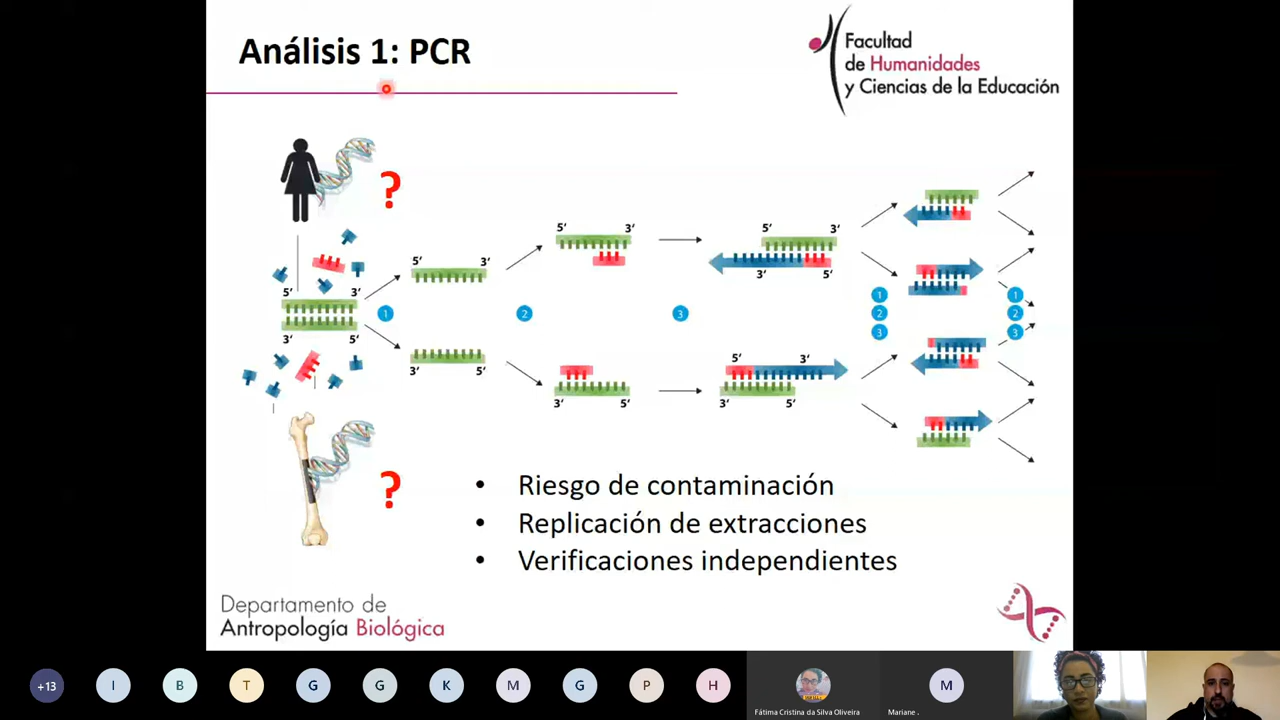 Análisis 1: PCR
Facultad
de Humanidades
y Ciencias de la Educación
?
5’ 3’
3’ 5’
1
5’ 3’
3’ 5’
2
5’ 3’
3’ 5’
3
5’ 3’
3’ 5’
5’ 3’
3’ 5’
1
2
3
1
2
3
?
• Riesgo de contaminación
• Replicación de extracciones
• Verificaciones independientes
Departamento de
Antropología Biológica
+13 I B T G G K M G P H M
Fátima Cristina da Silva Oliveira
Mariane .